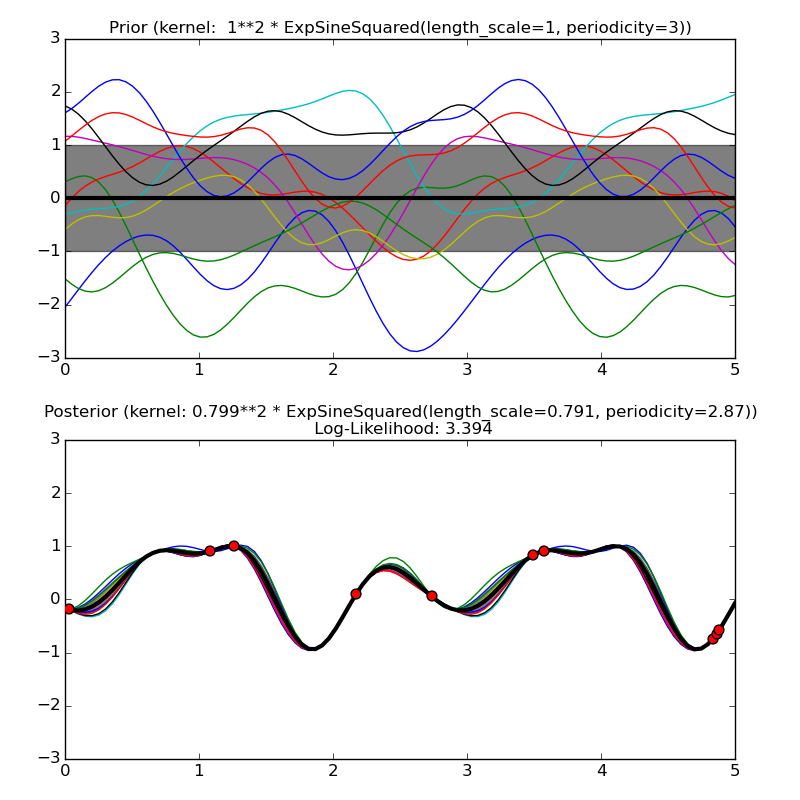 Prior (kernel:  1**2 * ExpSineSquared(length_scale=1, periodicity=3))
3
2
1
0
−1
−2
−3
0 1 2 3 4 5
Posterior (kernel: 0.799**2 * ExpSineSquared(length_scale=0.791, periodicity=2.87))
Log-Likelihood: 3.394
3
2
1
0
−1
−2
−3
0 1 2 3 4 5